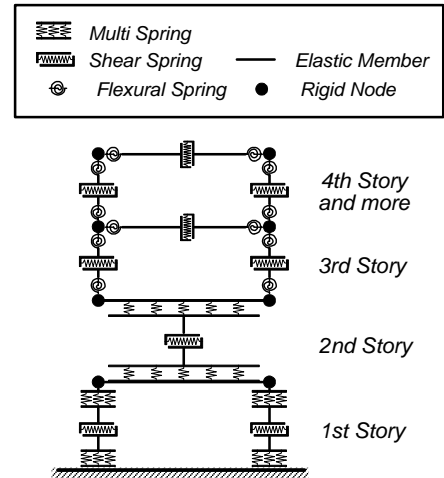 Multi Spring
Shear Spring
Elastic Member
Flexural Spring
Rigid Node
4th Story
and more
3rd Story
2nd Story
1st Story